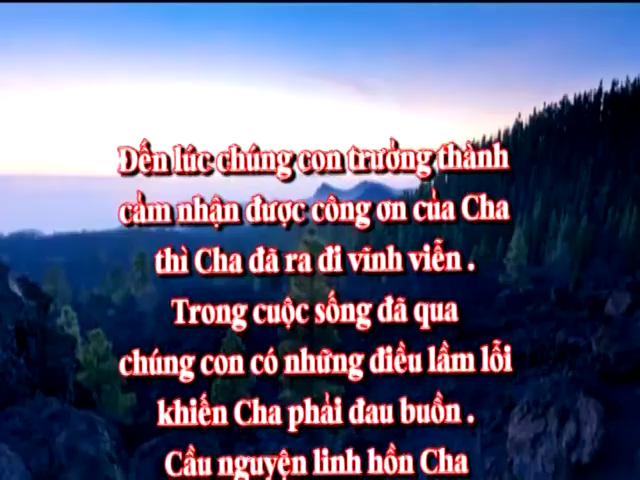 Đến lúc chúng con trưởng thành
cảm nhận được công ơn của Cha
thì Cha đã ra đi vĩnh viễn .
Trong cuộc sống đã qua
chúng con có những điều lầm lỗi
khiến Cha phải đau buồn .
Cầu nguyện linh hồn Cha